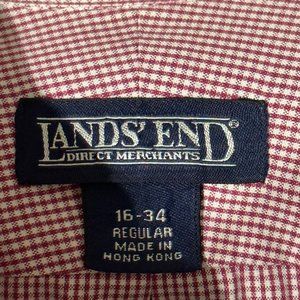 LANDS' END®
DIRECT MERCHANTS
16-34
REGULAR
MADE IN
HONG KONG